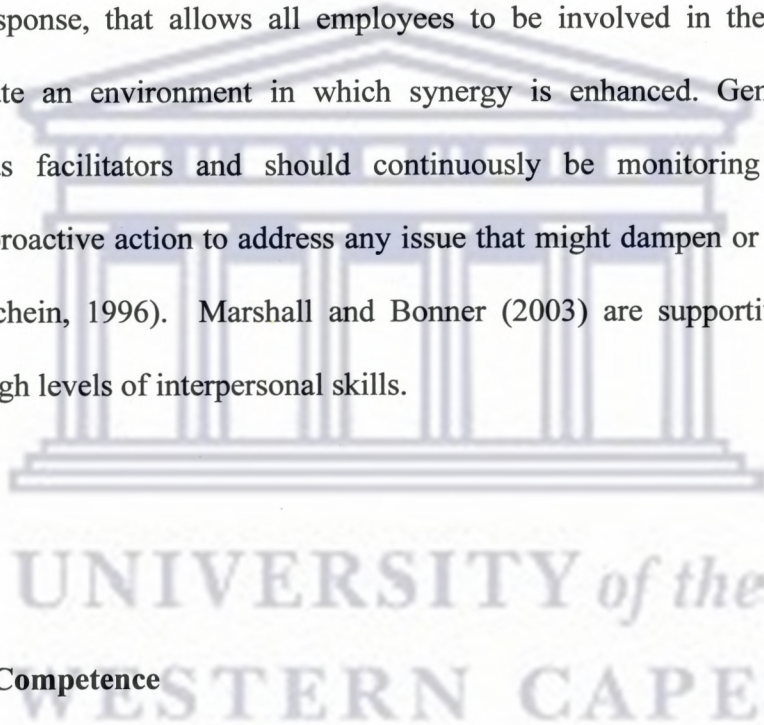 sponse, that allows all employees to be involved in the
te an environment in which synergy is enhanced. Gen
s facilitators and should continuously be monitoring
roactive action to address any issue that might dampen or
chein, 1996). Marshall and Bonner (2003) are supporti
gh levels of interpersonal skills.
UNIVERSITY of the
Competence
WESTERN CAPE